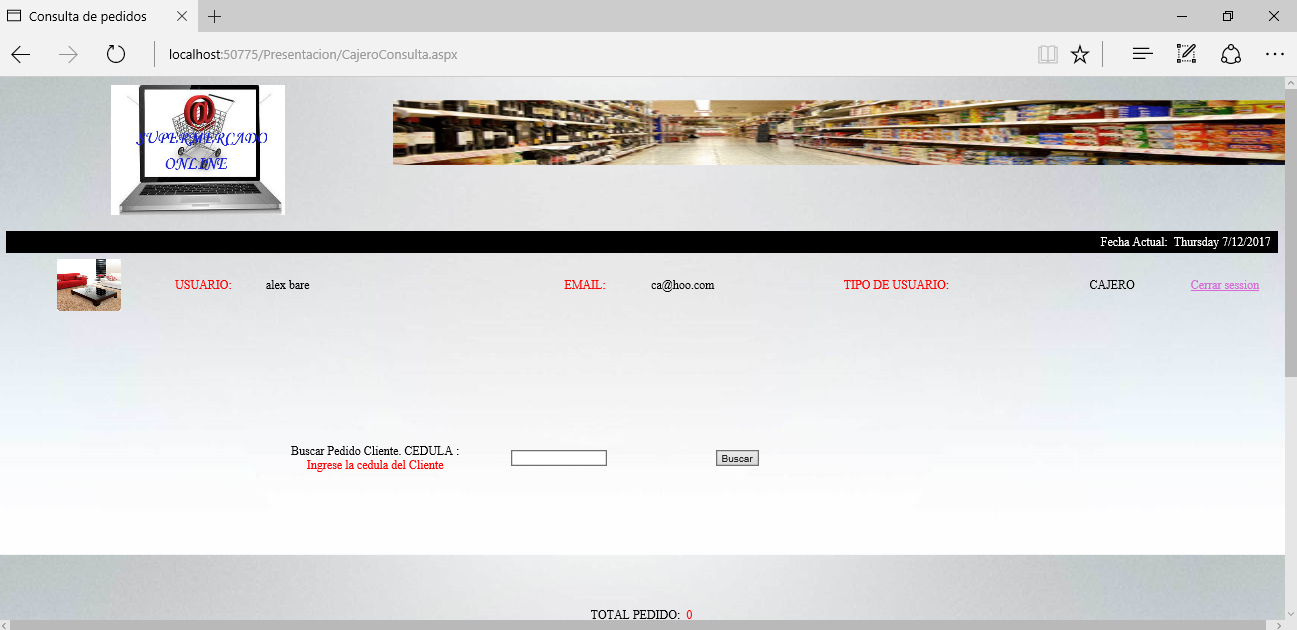 Consulta de pedidos
localhost:50775/Presentacion/CajeroConsulta.aspx
@
SUPERMERCADO
ONLINE
Fecha Actual: Thursday 7/12/2017
USUARIO: alex bare EMAIL: ca@hoo.com TIPO DE USUARIO: CAJERO Cerrar session
Buscar Pedido Cliente. CEDULA :
Ingrese la cedula del Cliente
Buscar
TOTAL PEDIDO: 0